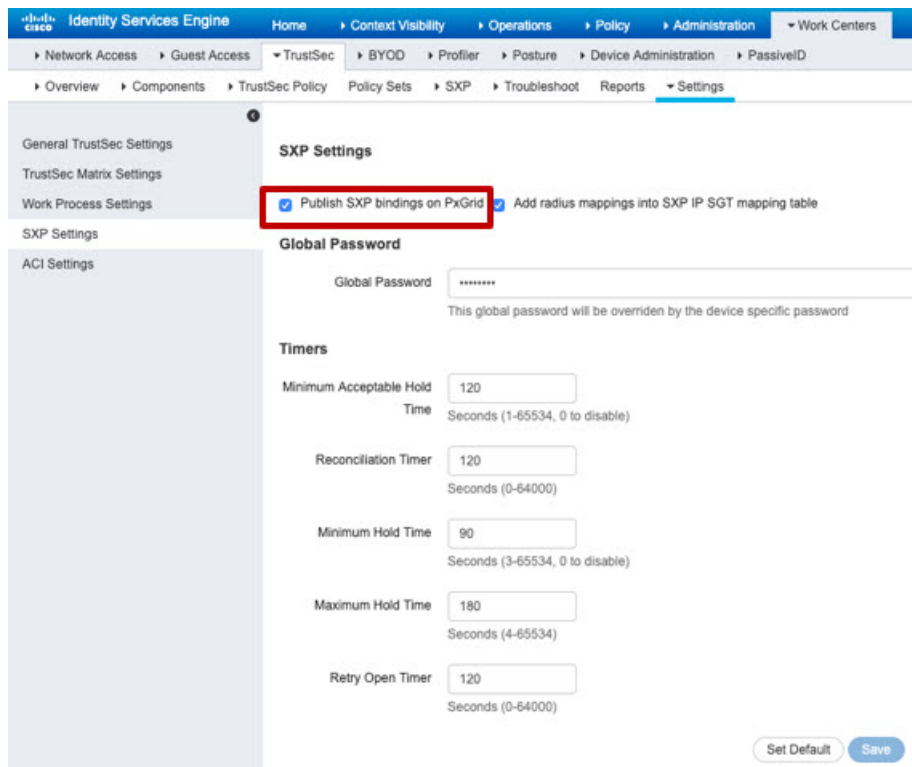 cisco Identity Services Engine Home Context Visibility Operations Policy Administration Work Centers
Network Access Guest Access TrustSec BYOD Profiler Posture Device Administration PassiveID
Overview Components TrustSec Policy Policy Sets SXP Troubleshoot Reports Settings
General TrustSec Settings
TrustSec Matrix Settings
Work Process Settings
SXP Settings
ACI Settings
SXP Settings
Publish SXP bindings on PxGrid Add radius mappings into SXP IP SGT mapping table
Global Password
Global Password ••••••••
This global password will be overriden by the device specific password
Timers
Minimum Acceptable Hold Time 120
Seconds (1-65534, 0 to disable)
Reconciliation Timer 120
Seconds (0-64000)
Minimum Hold Time 90
Seconds (3-65534, 0 to disable)
Maximum Hold Time 180
Seconds (4-65534)
Retry Open Timer 120
Seconds (0-64000)
Set Default Save